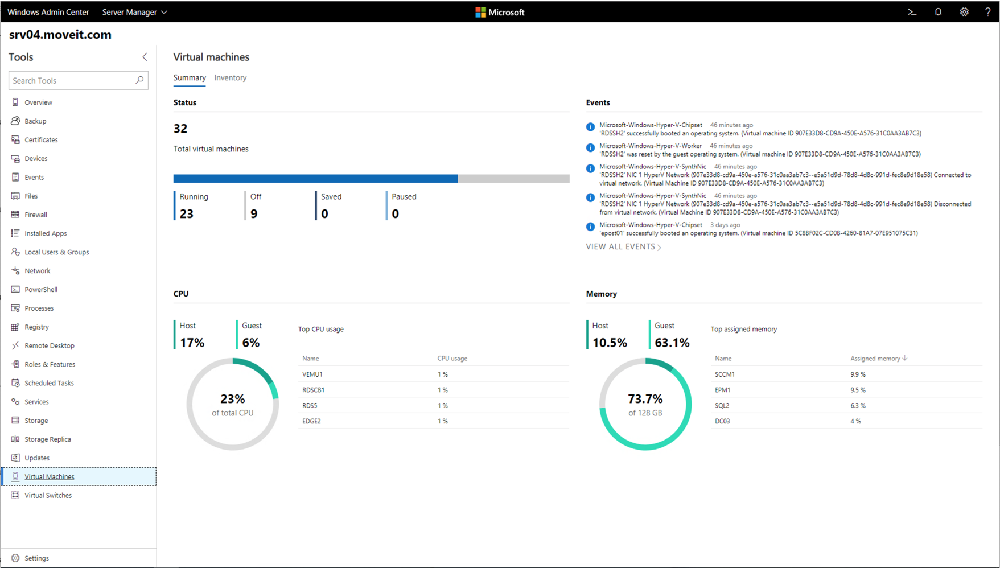 Windows Admin Center
Server Manager
Microsoft
srv04.moveit.com
Tools
Search Tools
Overview
Backup
Certificates
Devices
Events
Files
Firewall
Installed Apps
Local Users & Groups
Network
PowerShell
Processes
Registry
Remote Desktop
Roles & Features
Scheduled Tasks
Services
Storage
Storage Replica
Updates
Virtual Machines
Virtual Switches
Settings
Virtual machines
Summary
Inventory
Status
32
Total virtual machines
Running
23
Off
9
Saved
0
Paused
0
Events
Microsoft-Windows-Hyper-V-Chipset 46 minutes ago
'RDSSH2' successfully booted an operating system. (Virtual machine ID 907E33D8-CD9A-450E-A576-31C0AA3AB7C3)
Microsoft-Windows-Hyper-V-Worker 46 minutes ago
'RDSSH2' was reset by the guest operating system. (Virtual machine ID 907E33D8-CD9A-450E-A576-31C0AA3AB7C3)
Microsoft-Windows-Hyper-V-SynthNic 46 minutes ago
'RDSSH2' NIC 1 HyperV Network (907e33d8-cd9a-450e-a576-31c0aa3ab7c3--e5a51d9d-78d8-4d8c-991d-fec8e9d18e58) Connected to
virtual network. (Virtual Machine ID 907E33D8-CD9A-450E-A576-31C0AA3AB7C3)
Microsoft-Windows-Hyper-V-SynthNic 46 minutes ago
'RDSSH2' NIC 1 HyperV Network (907e33d8-cd9a-450e-a576-31c0aa3ab7c3--e5a51d9d-78d8-4d8c-991d-fec8e9d18e58) Disconnected
from virtual network. (Virtual Machine ID 907E33D8-CD9A-450E-A576-31C0AA3AB7C3)
Microsoft-Windows-Hyper-V-Chipset 3 days ago
'epost01' successfully booted an operating system. (Virtual machine ID 5C8BF02C-CD0B-4260-81A7-07E951075C31)
VIEW ALL EVENTS
CPU
Host
17%
Guest
6%
23%
of total CPU
Top CPU usage
Name CPU usage
VEMU1 1 %
RDSCB1 1 %
RDS5 1 %
EDGE2 1 %
Memory
Host
10.5%
Guest
63.1%
73.7%
of 128 GB
Top assigned memory
Name Assigned memory
SCCM1 9.9 %
EPM1 9.5 %
SQL2 6.3 %
DC03 4 %